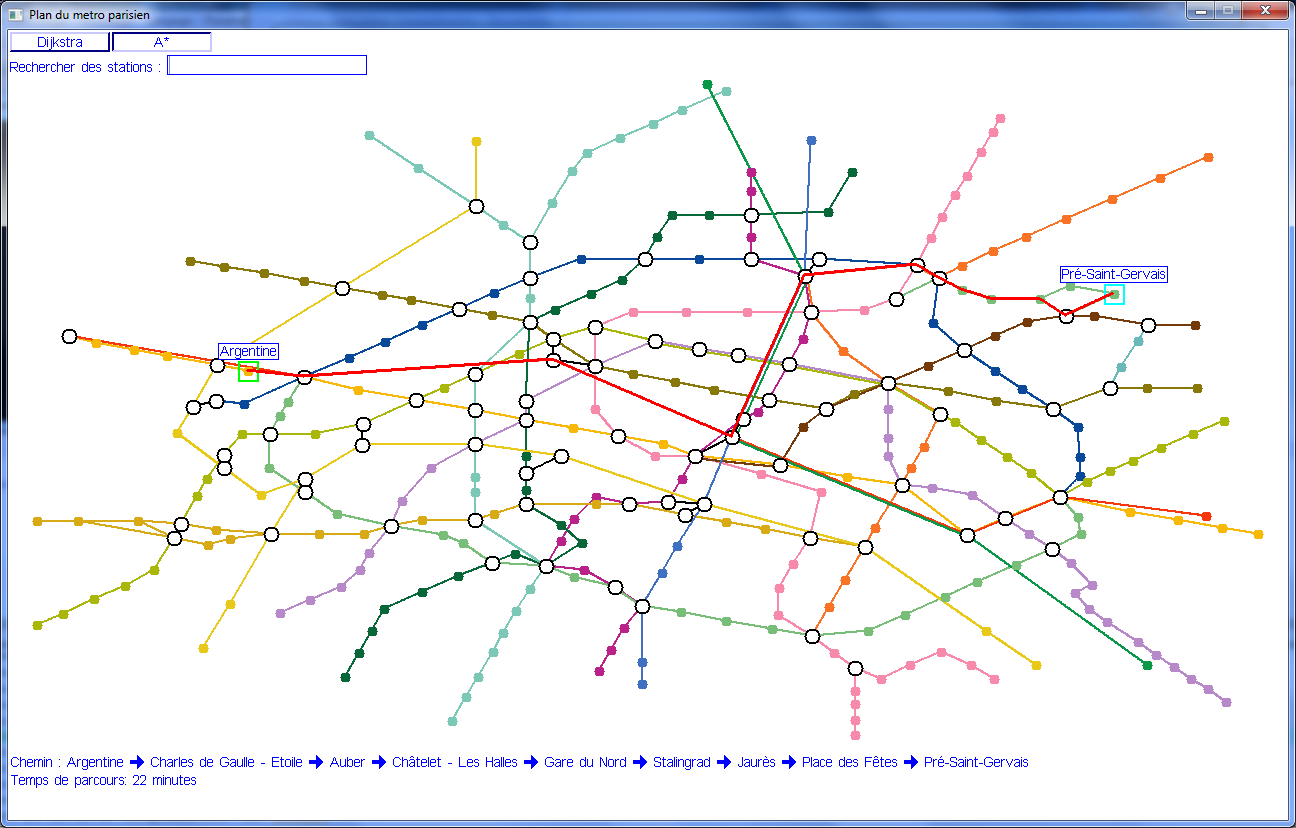 Plan du metro parisien
Dijkstra A*
Rechercher des stations :
Pré-Saint-Gervais
Argentine
Chemin : Argentine → Charles de Gaulle - Etoile → Auber → Châtelet - Les Halles → Gare du Nord → Stalingrad → Jaurès → Place des Fêtes → Pré-Saint-Gervais
Temps de parcours: 22 minutes